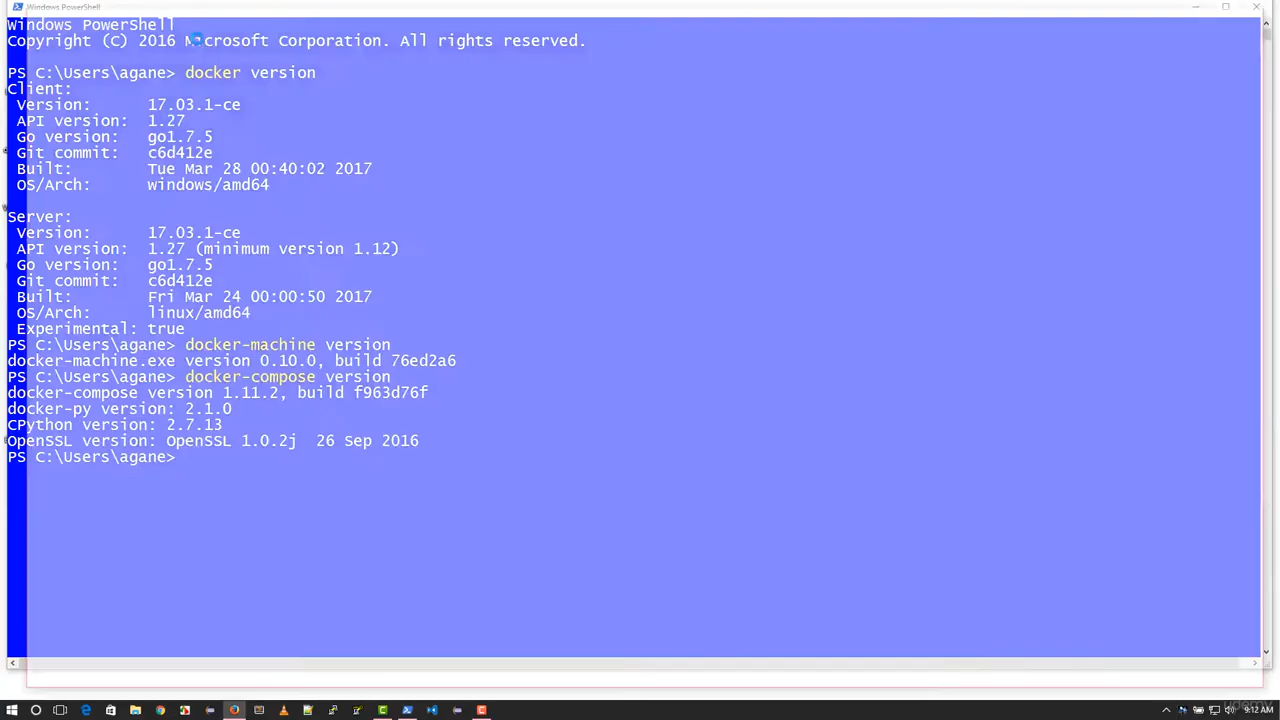 Windows PowerShell
Windows PowerShell
Copyright (C) 2016 Microsoft Corporation. All rights reserved.
PS C:\Users\agane> docker version
Client:
Version: 17.03.1-ce
API version: 1.27
Go version: go1.7.5
Git commit: c6d412e
Built: Tue Mar 28 00:40:02 2017
OS/Arch: windows/amd64
Server:
Version: 17.03.1-ce
API version: 1.27 (minimum version 1.12)
Go version: go1.7.5
Git commit: c6d412e
Built: Fri Mar 24 00:00:50 2017
OS/Arch: linux/amd64
Experimental: true
PS C:\Users\agane> docker-machine version
docker-machine.exe version 0.10.0, build 76ed2a6
PS C:\Users\agane> docker-compose version
docker-compose version 1.11.2, build f963d76f
docker-py version: 2.1.0
CPython version: 2.7.13
OpenSSL version: OpenSSL 1.0.2j  26 Sep 2016
PS C:\Users\agane>
udemy
9:12 AM